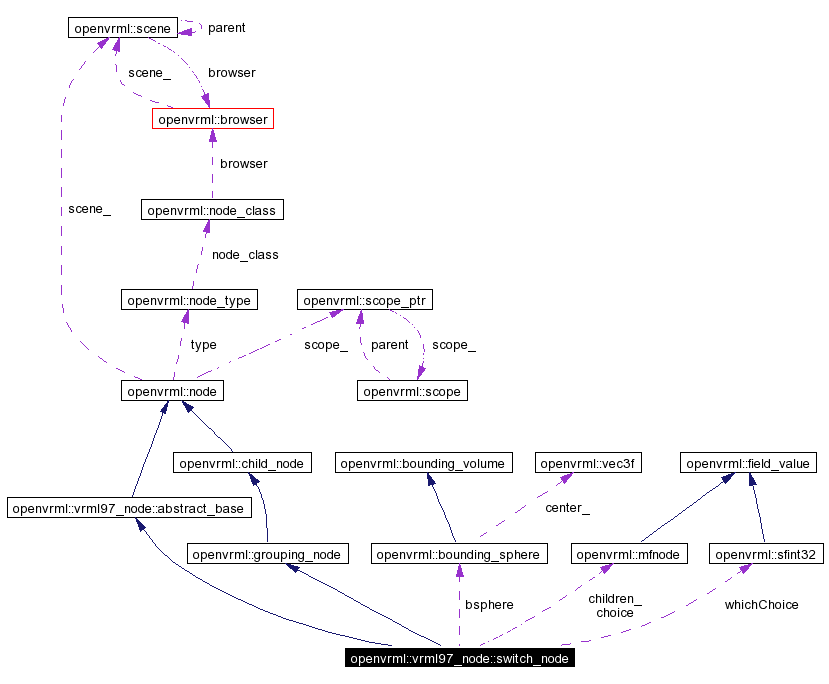 openvrml::scene
parent
scene_
browser
openvrml::browser
browser
scene_
openvrml::node_class
node_class
openvrml::node_type
openvrml::scope_ptr
type
scope_
parent
scope_
openvrml::node
openvrml::scope
openvrml::child_node
openvrml::bounding_volume
openvrml::vec3f
openvrml::field_value
openvrml::vrml97_node::abstract_base
center_
openvrml::grouping_node
openvrml::bounding_sphere
openvrml::mfnode
openvrml::sfint32
bsphere
children_
choice
whichChoice
openvrml::vrml97_node::switch_node